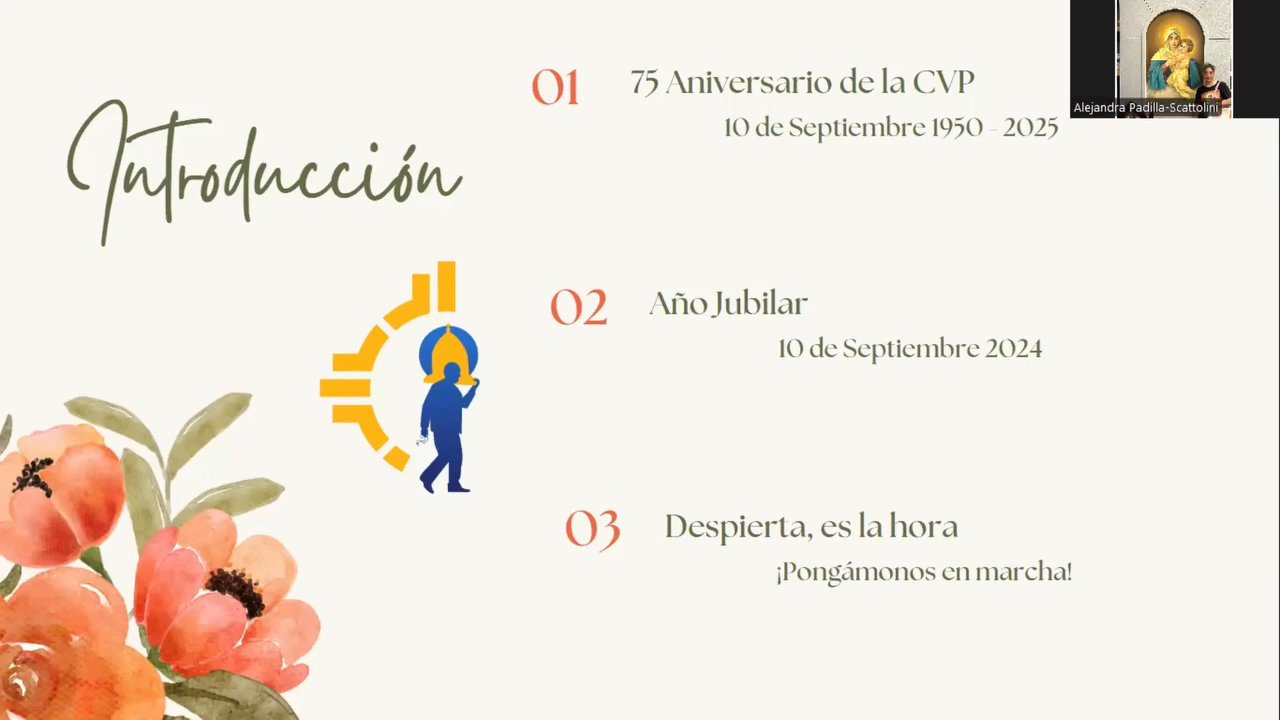 Introducción
01 75 Aniversario de la CVP
10 de Septiembre 1950 - 2025
02 Año Jubilar
10 de Septiembre 2024
03 Despierta, es la hora
¡Pongámonos en marcha!
Alejandra Padilla-Scattolini